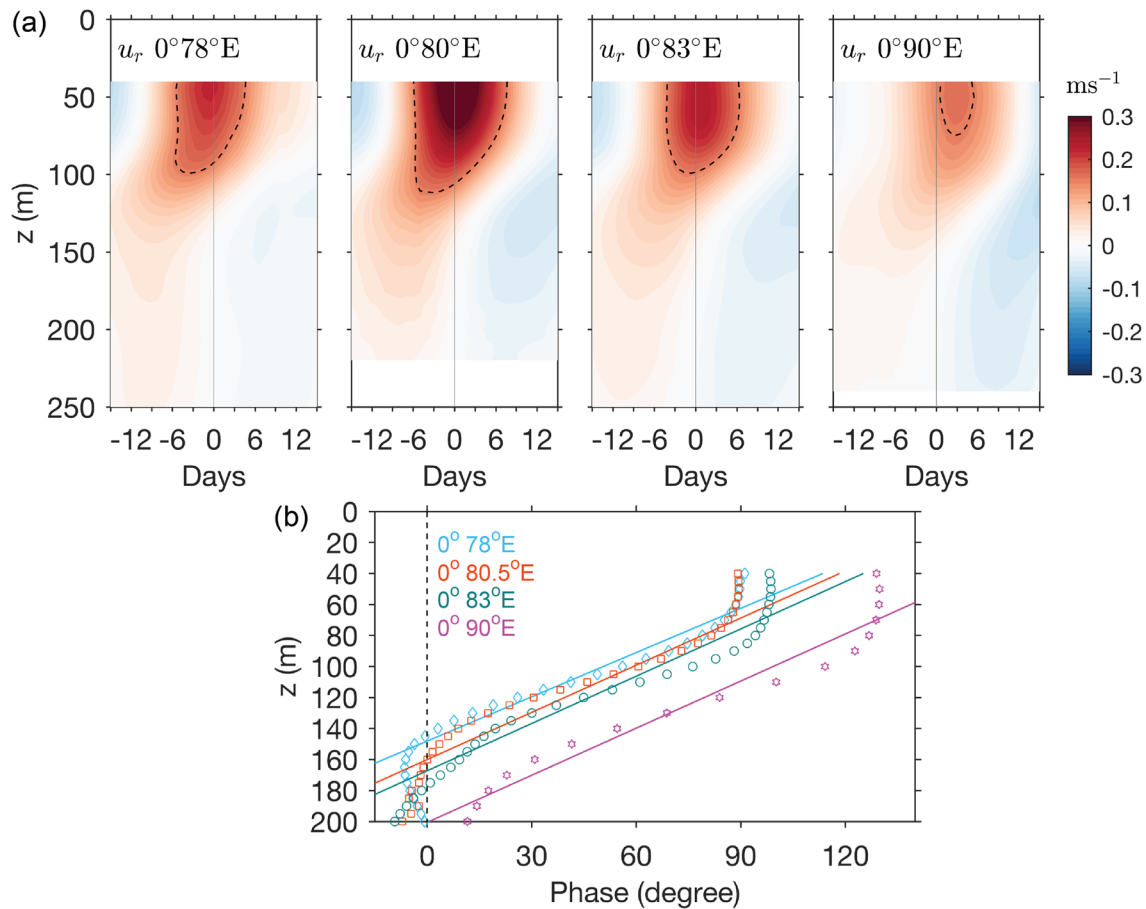 (a)
u_r 0°78°E
u_r 0°80°E
u_r 0°83°E
u_r 0°90°E
ms⁻¹
0
50
100
150
200
250
z (m)
0.3
0.2
0.1
0
-0.1
-0.2
-0.3
-12 -6 0 6 12
-12 -6 0 6 12
-12 -6 0 6 12
-12 -6 0 6 12
Days
Days
Days
Days
(b)
0
20
40
60
80
100
120
140
160
180
200
z (m)
0° 78°E
0° 80.5°E
0° 83°E
0° 90°E
0 30 60 90 120
Phase (degree)